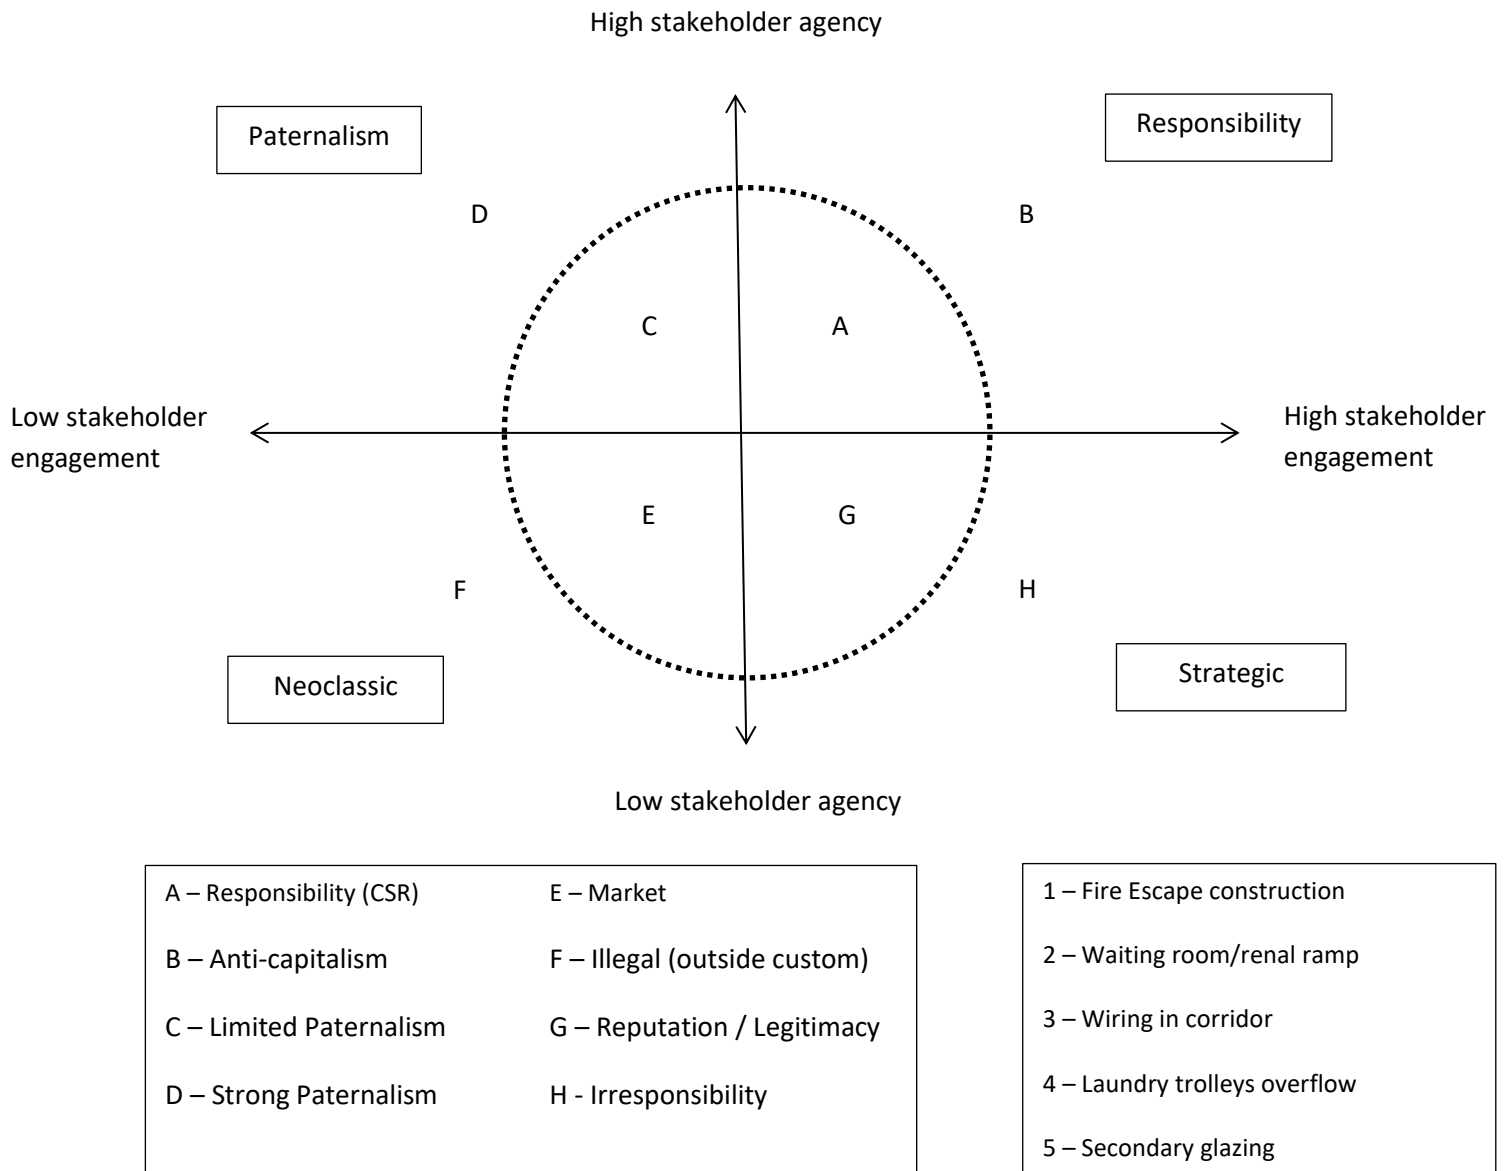 High stakeholder agency
Paternalism
Responsibility
D
B
C
A
Low stakeholder
engagement
High stakeholder
engagement
E
G
F
H
Neoclassic
Strategic
Low stakeholder agency
A – Responsibility (CSR)
B – Anti-capitalism
C – Limited Paternalism
D – Strong Paternalism
E – Market
F – Illegal (outside custom)
G – Reputation / Legitimacy
H - Irresponsibility
1 – Fire Escape construction
2 – Waiting room/renal ramp
3 – Wiring in corridor
4 – Laundry trolleys overflow
5 – Secondary glazing